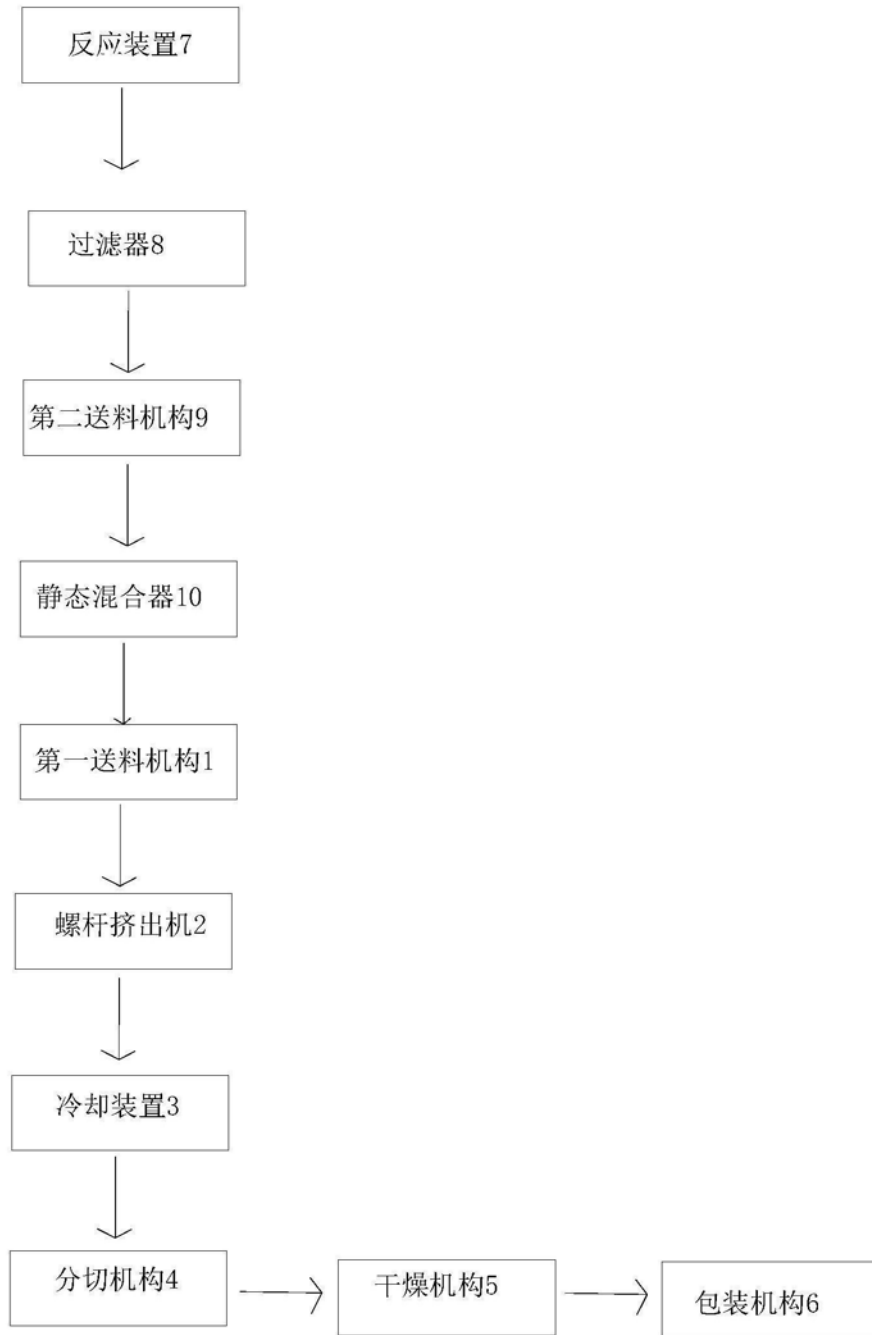 反应装置7
过滤器8
第二送料机构9
静态混合器10
第一送料机构1
螺杆挤出机2
冷却装置3
分切机构4
干燥机构5
包装机构6